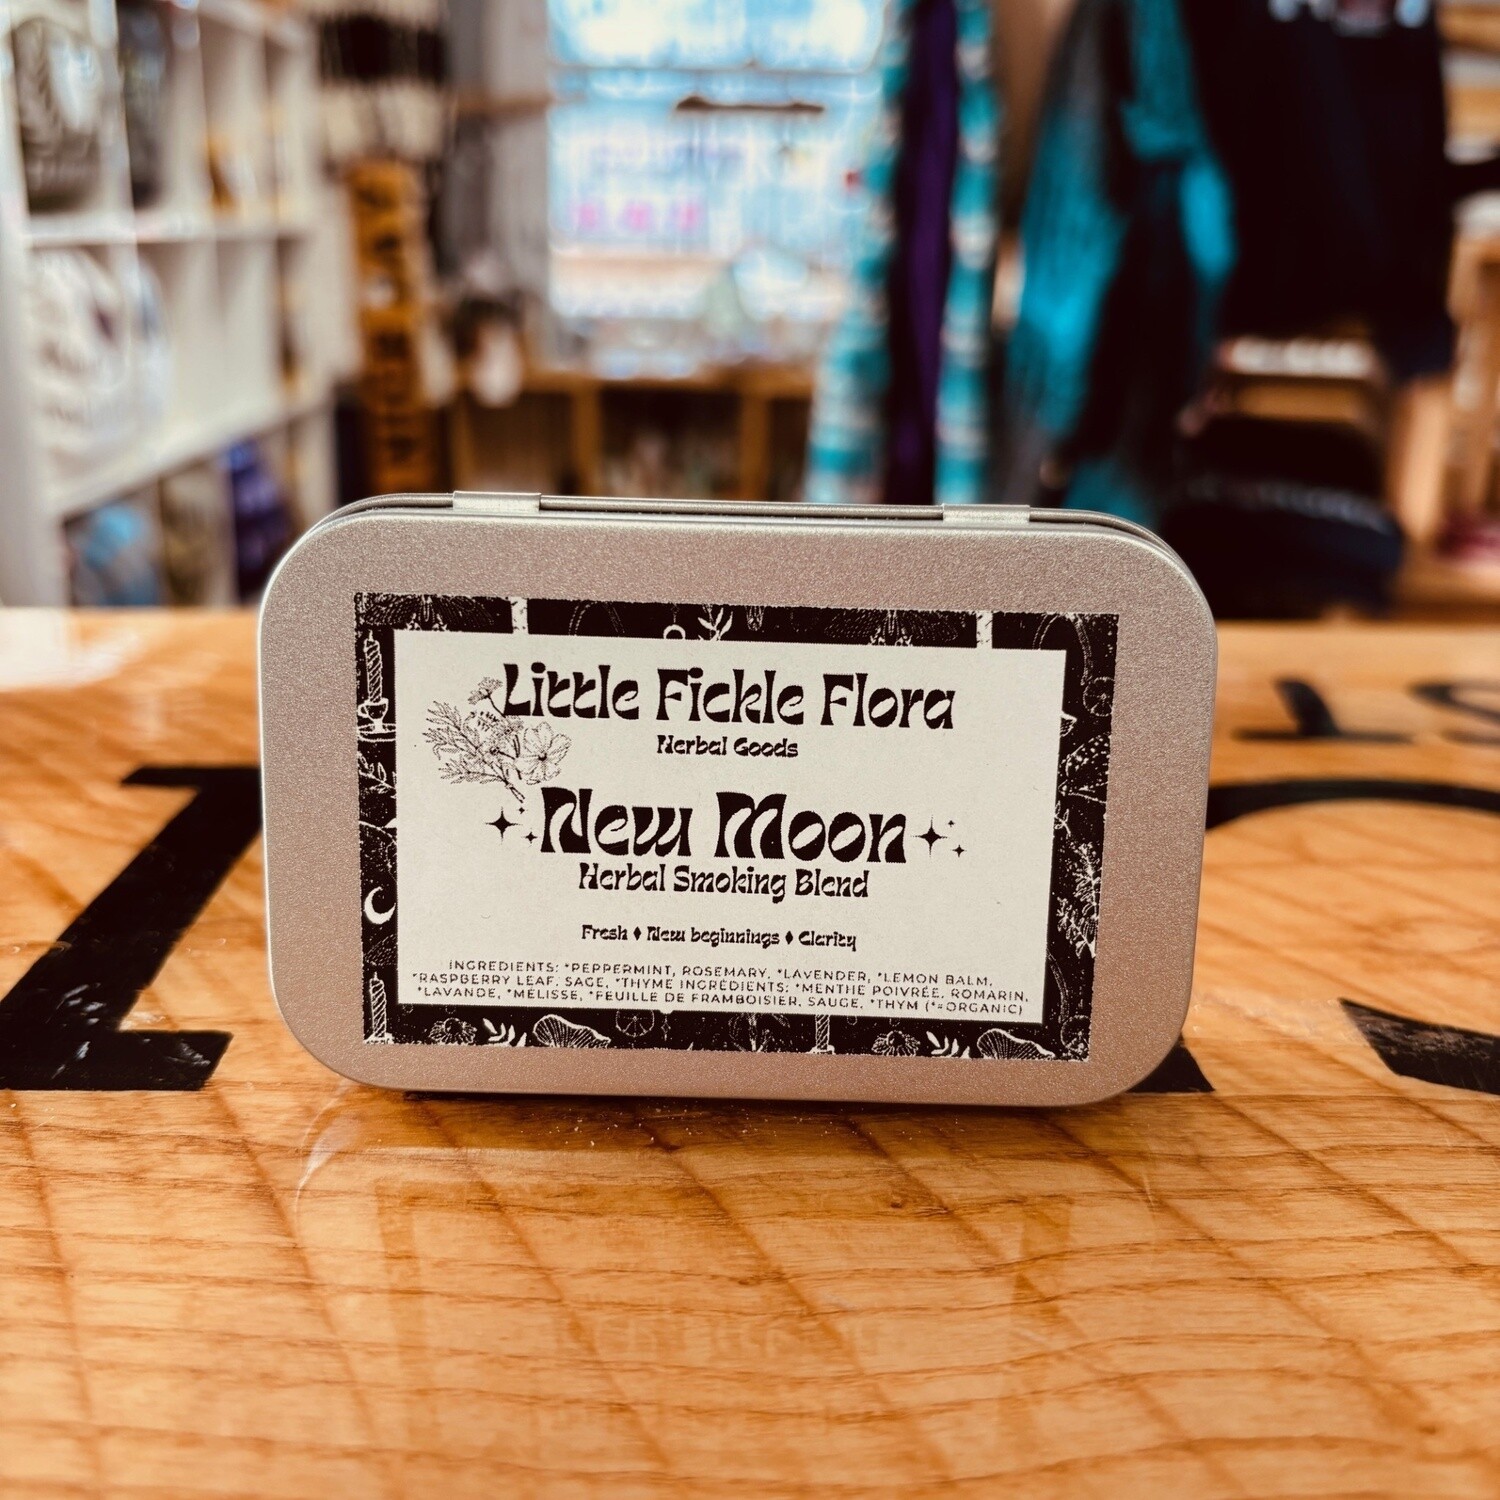 Little Fickle Flora
Herbal Goods
New Moon
Herbal Smoking Blend
Fresh ♦ New beginnings ♦ Clarity
INGREDIENTS: *PEPPERMINT, ROSEMARY, *LAVENDER, *LEMON BALM,
*RASPBERRY LEAF, SAGE, *THYME INGRÉDIENTS: *MENTHE POIVRÉE, ROMARIN,
*LAVANDE, *MÉLISSE, *FEUILLE DE FRAMBOISIER, SAUGE, *THYM (*=ORGANIC)